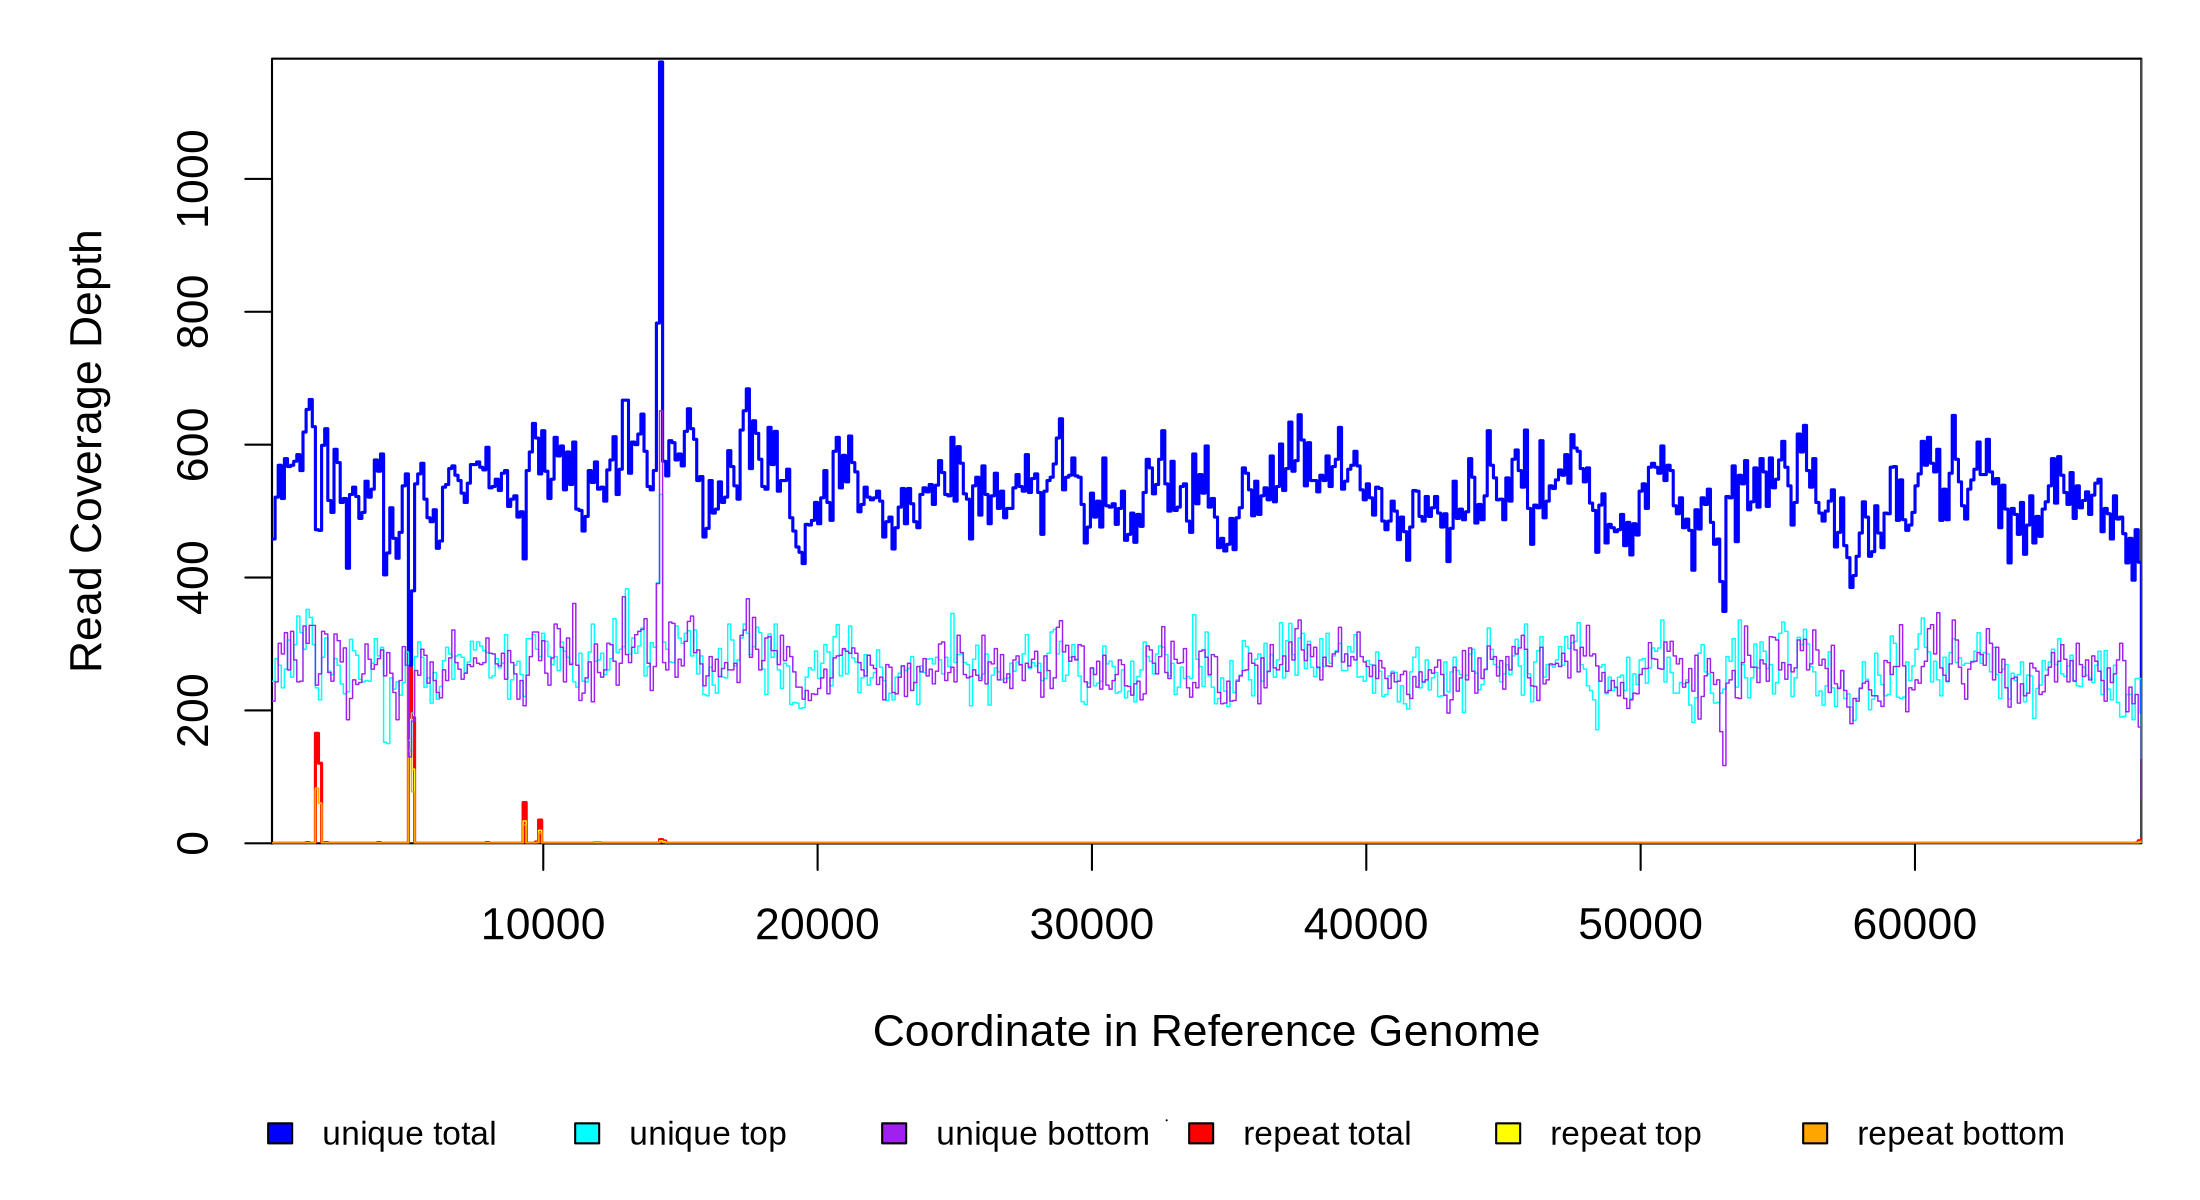 Read Coverage Depth
1000
800
600
400
200
0
10000 20000 30000 40000 50000 60000
Coordinate in Reference Genome
unique total unique top unique bottom repeat total repeat top repeat bottom